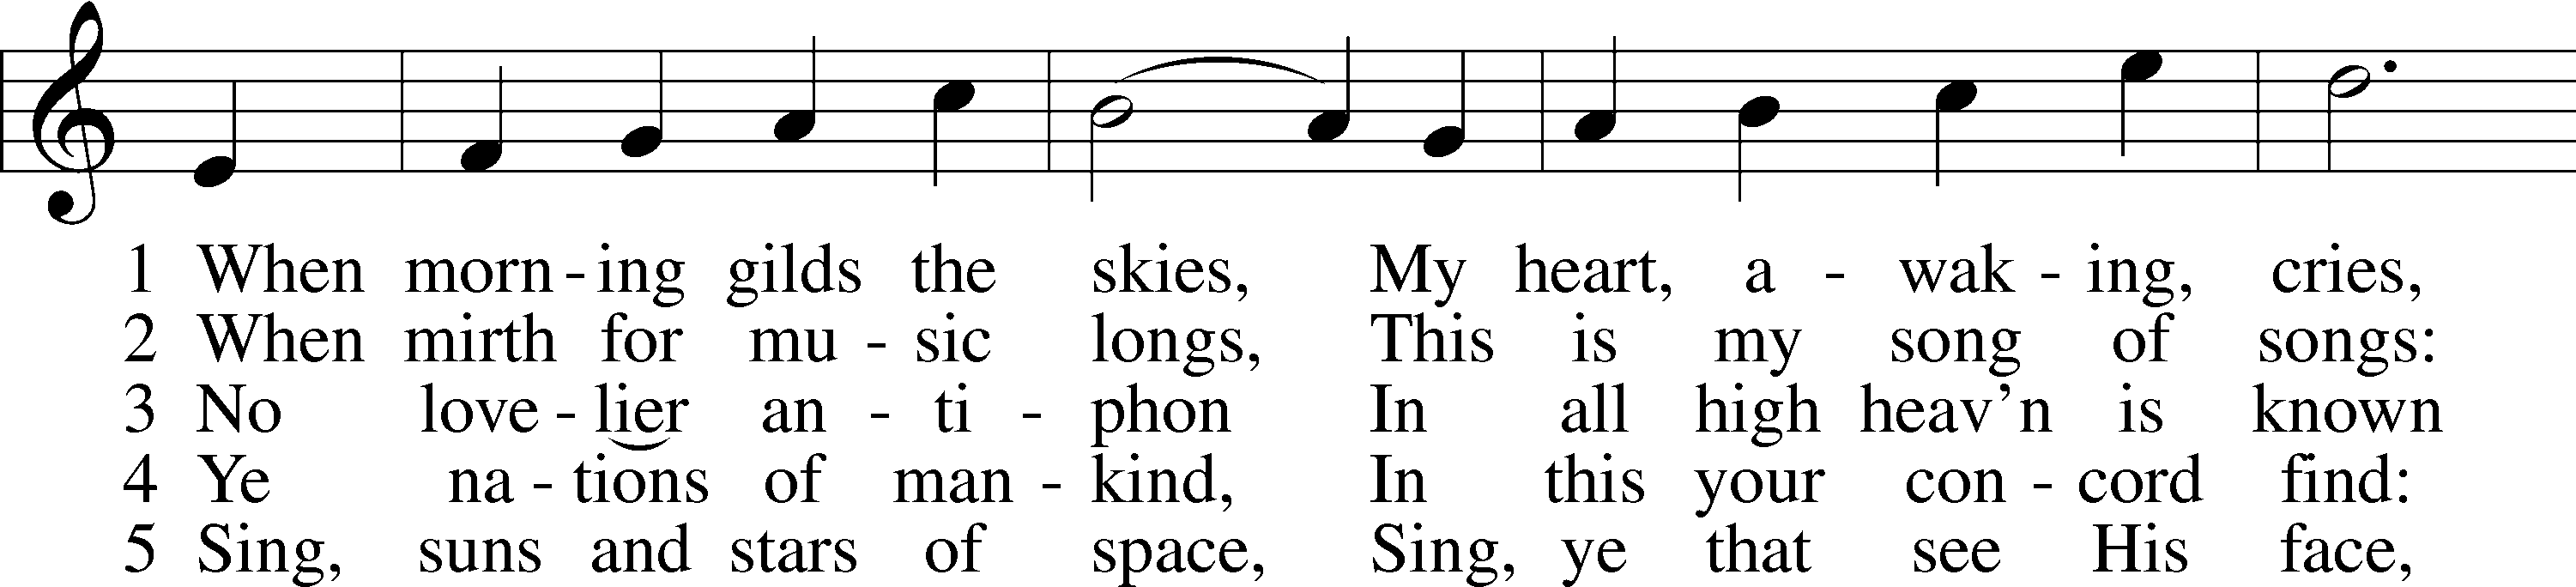 1 When morn - ing gilds the skies, My heart, a - wak - ing, cries,
2 When mirth for mu - sic longs, This is my song of songs:
3 No love - lier an - ti - phon In all high heav’n is known
4 Ye na - tions of man - kind, In this your con - cord find:
5 Sing, suns and stars of space, Sing, ye that see His face,